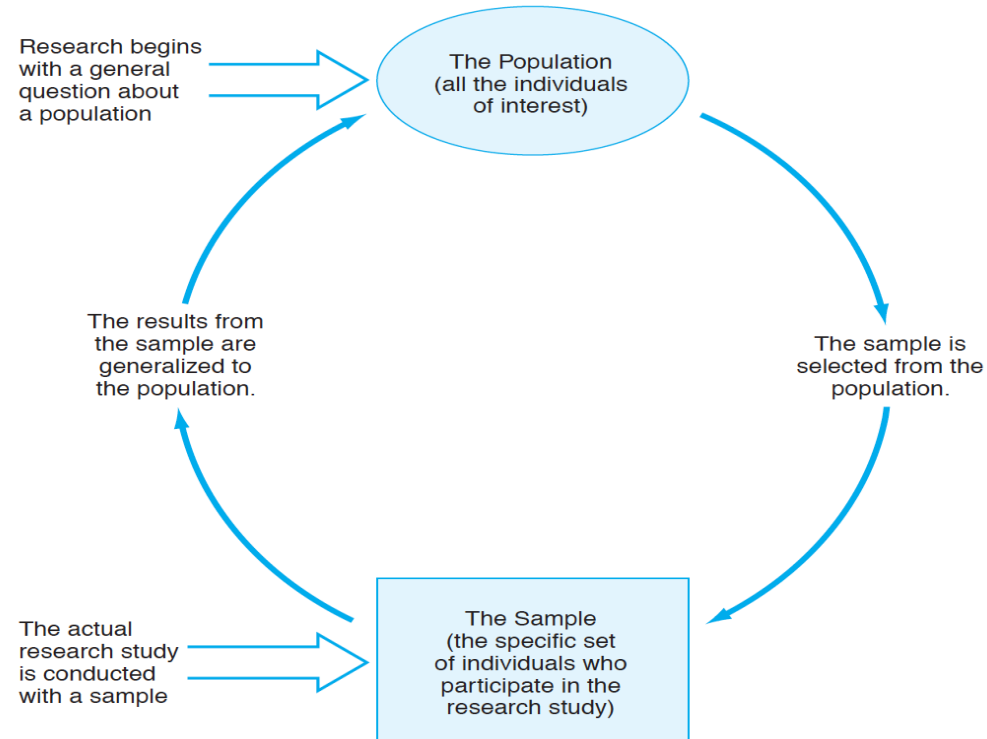 Research begins
with a general
question about
a population
The Population
(all the individuals
of interest)
The sample is
selected from the
population.
The results from
the sample are
generalized to
the population.
The actual
research study
is conducted
with a sample
The Sample
(the specific set
of individuals who
participate in the
research study)